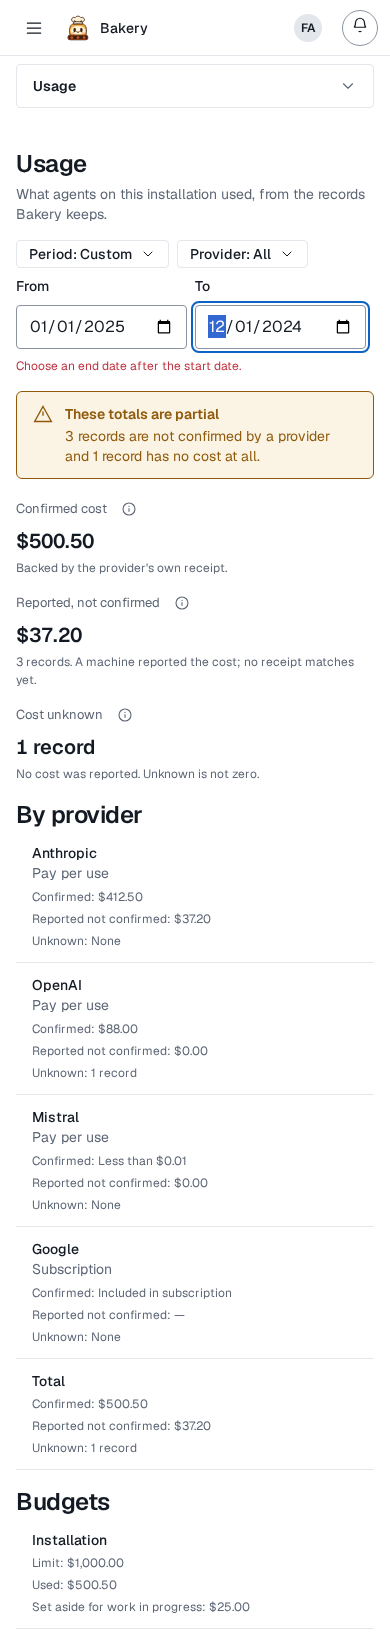 Bakery
FA
Usage
Usage
What agents on this installation used, from the records
Bakery keeps.
Period: Custom
Provider: All
From
To
01/01/2025
12/01/2024
Choose an end date after the start date.
These totals are partial
3 records are not confirmed by a provider
and 1 record has no cost at all.
Confirmed cost
$500.50
Backed by the provider's own receipt.
Reported, not confirmed
$37.20
3 records. A machine reported the cost; no receipt matches
yet.
Cost unknown
1 record
No cost was reported. Unknown is not zero.
By provider
Anthropic
Pay per use
Confirmed: $412.50
Reported not confirmed: $37.20
Unknown: None
OpenAI
Pay per use
Confirmed: $88.00
Reported not confirmed: $0.00
Unknown: 1 record
Mistral
Pay per use
Confirmed: Less than $0.01
Reported not confirmed: $0.00
Unknown: None
Google
Subscription
Confirmed: Included in subscription
Reported not confirmed: —
Unknown: None
Total
Confirmed: $500.50
Reported not confirmed: $37.20
Unknown: 1 record
Budgets
Installation
Limit: $1,000.00
Used: $500.50
Set aside for work in progress: $25.00